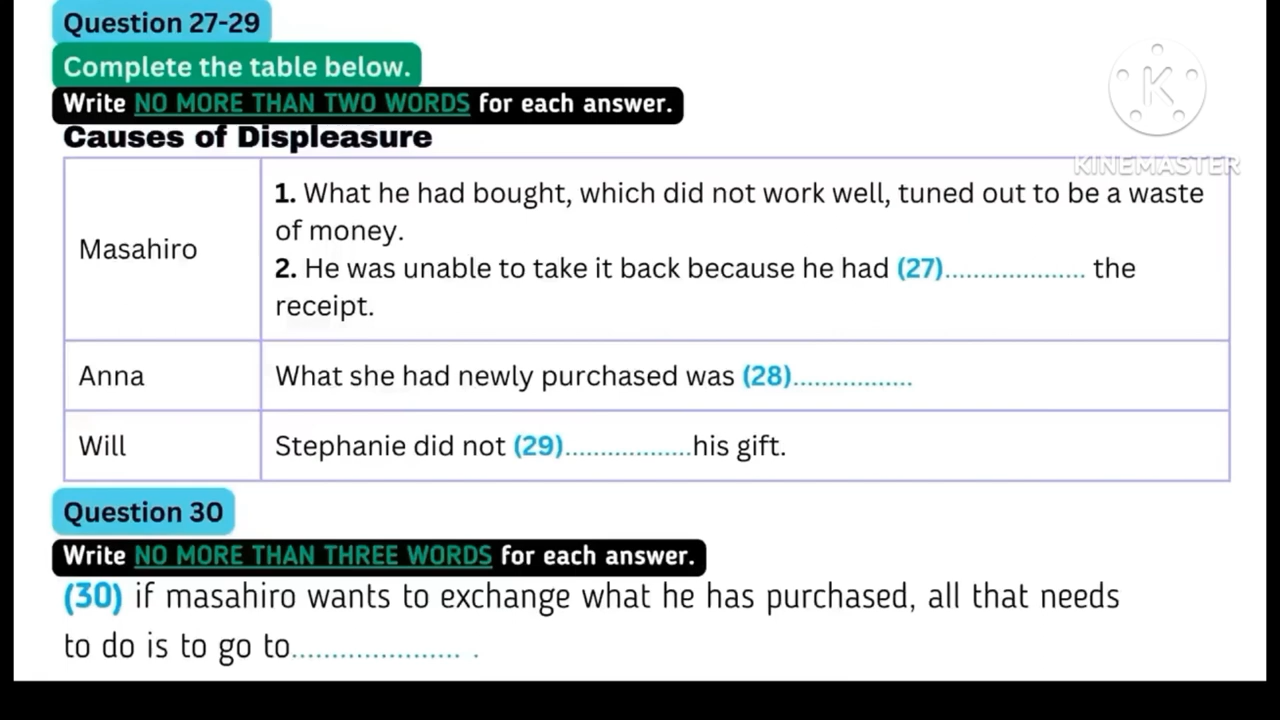 Question 27-29
Complete the table below.
Write NO MORE THAN TWO WORDS for each answer.
Causes of Displeasure
K
KINEMASTER
Masahiro
1. What he had bought, which did not work well, tuned out to be a waste
of money.
2. He was unable to take it back because he had (27)..................... the
receipt.
Anna
What she had newly purchased was (28).................
Will
Stephanie did not (29)..................his gift.
Question 30
Write NO MORE THAN THREE WORDS for each answer.
(30) if masahiro wants to exchange what he has purchased, all that needs
to do is to go to..................... .